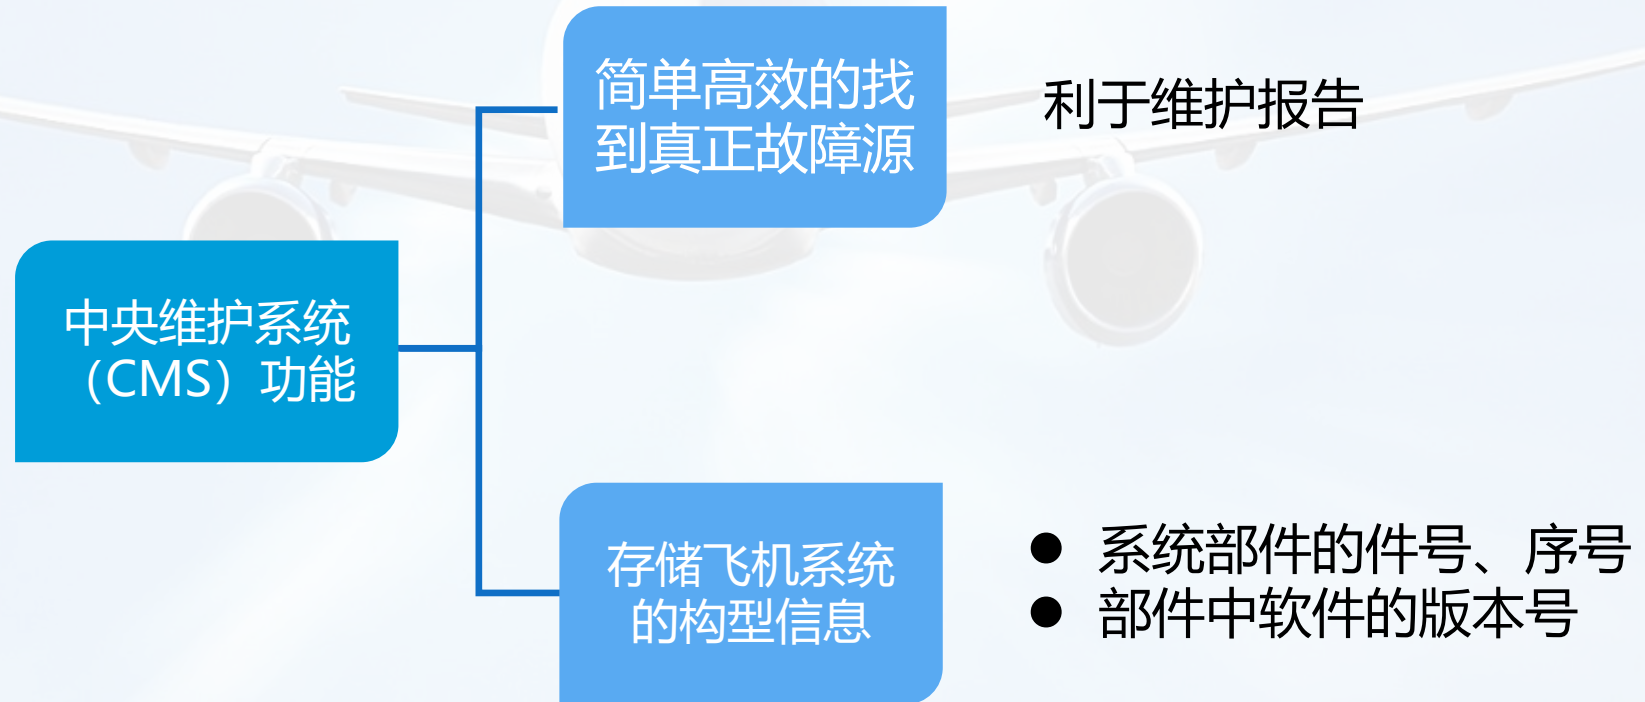 简单高效的找
到真正故障源
利于维护报告
中央维护系统
（CMS）功能
存储飞机系统
的构型信息
● 系统部件的件号、序号
● 部件中软件的版本号